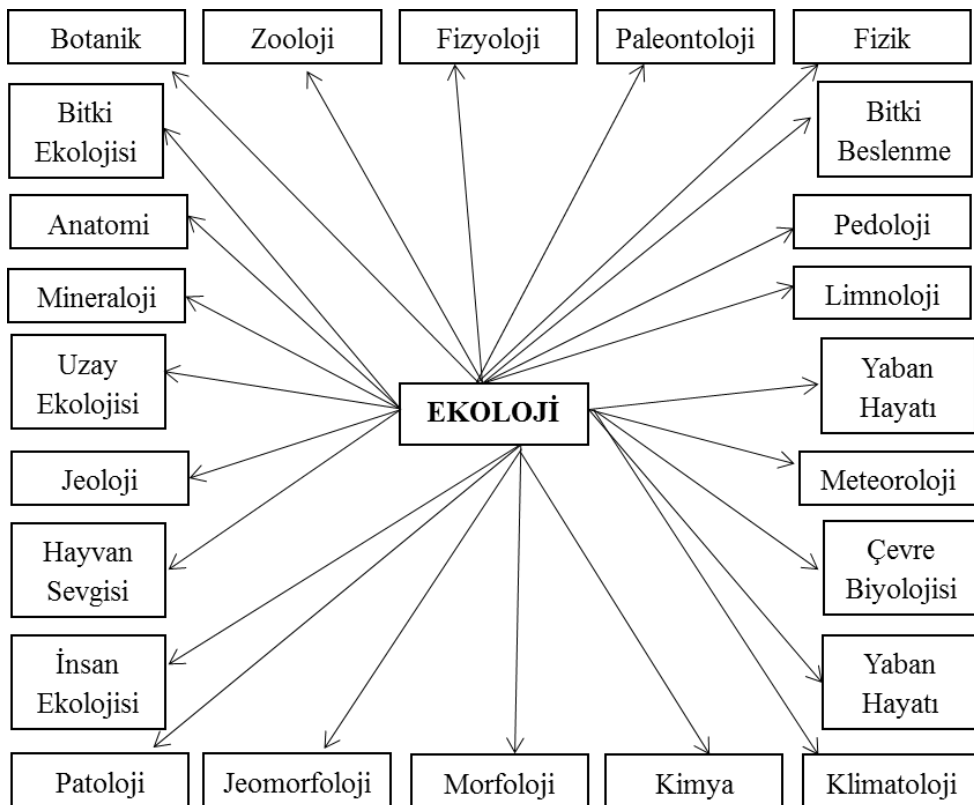 Botanik
Zooloji
Fizyoloji
Paleontoloji
Fizik
Bitki
Ekolojisi
Bitki
Beslenme
Anatomi
Pedoloji
Mineraloji
Limnoloji
Uzay
Ekolojisi
Yaban
Hayatı
EKOLOJİ
Jeoloji
Meteoroloji
Hayvan
Sevgisi
Çevre
Biyolojisi
İnsan
Ekolojisi
Yaban
Hayatı
Patoloji
Jeomorfoloji
Morfoloji
Kimya
Klimatoloji